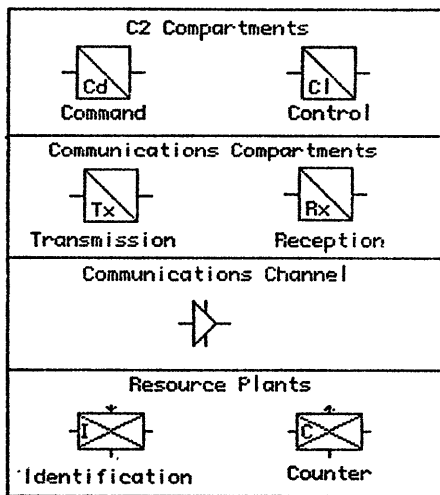 C2 Compartments
Cd Cl
Command Control
Communications Compartments
Tx Rx
Transmission Reception
Communications Channel
Resource Plants
I C
Identification Counter